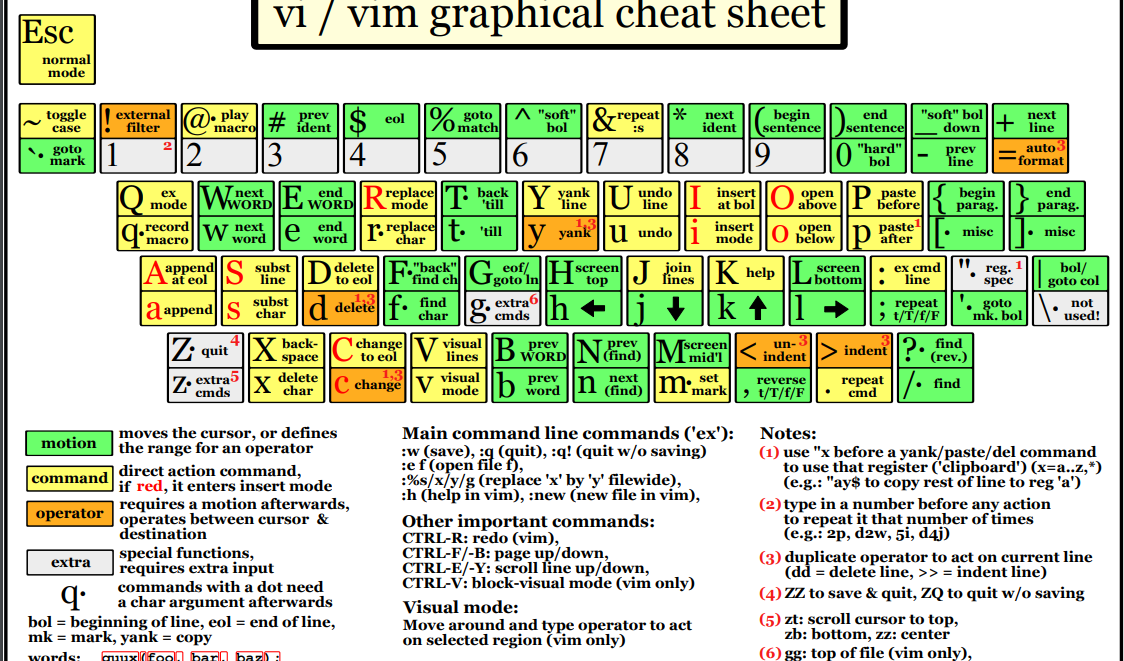 vi / vim graphical cheat sheet
Esc
normal
mode
~ toggle case
! external filter
@· play macro
# prev ident
$ eol
% goto match
^ "soft" bol
& repeat :s
* next ident
( begin sentence
) end sentence
_ "soft" bol down
+ next line
`· goto mark
1 2
2
3
4
5
6
7
8
9
0 "hard" bol
- prev line
= auto format 3
Q ex mode
W next WORD
E end WORD
R replace mode
T· back 'till
Y yank line
U undo line
I insert at bol
O open above
P paste before
{ begin parag.
} end parag.
q· record macro
w next word
e end word
r· replace char
t· 'till
y yank 1,3
u undo
i insert mode
o open below
p paste after 1
[· misc
]· misc
A append at eol
S subst line
D delete to eol
F· "back" find ch
G eof/ goto ln
H screen top
J join lines
K help
L screen bottom
: ex cmd line
"· reg. spec 1
| bol/ goto col
a append
s subst char
d delete 1,3
f· find char
g· extra cmds 6
h ←
j ↓
k ↑
l →
; repeat t/T/f/F
'· goto mk. bol
\· not used!
Z· quit 4
X back-space
C change to eol
V visual lines
B prev WORD
N prev (find)
M screen mid'l
< un-indent 3
> indent 3
?· find (rev.)
z· extra cmds 5
x delete char
c change 1,3
v visual mode
b prev word
n next (find)
m· set mark
, reverse t/T/f/F
. repeat cmd
/· find
motion moves the cursor, or defines
the range for an operator
command direct action command,
if red, it enters insert mode
operator requires a motion afterwards,
operates between cursor &
destination
extra special functions,
requires extra input
q· commands with a dot need
a char argument afterwards
bol = beginning of line, eol = end of line,
mk = mark, yank = copy
words: quux(foo, bar, baz);
Main command line commands ('ex'):
:w (save), :q (quit), :q! (quit w/o saving)
:e f (open file f),
:%s/x/y/g (replace 'x' by 'y' filewide),
:h (help in vim), :new (new file in vim),
Other important commands:
CTRL-R: redo (vim),
CTRL-F/-B: page up/down,
CTRL-E/-Y: scroll line up/down,
CTRL-V: block-visual mode (vim only)
Visual mode:
Move around and type operator to act
on selected region (vim only)
Notes:
(1) use "x before a yank/paste/del command
to use that register ('clipboard') (x=a..z,*)
(e.g.: "ay$ to copy rest of line to reg 'a')
(2) type in a number before any action
to repeat it that number of times
(e.g.: 2p, d2w, 5i, d4j)
(3) duplicate operator to act on current line
(dd = delete line, >> = indent line)
(4) ZZ to save & quit, ZQ to quit w/o saving
(5) zt: scroll cursor to top,
zb: bottom, zz: center
(6) gg: top of file (vim only),